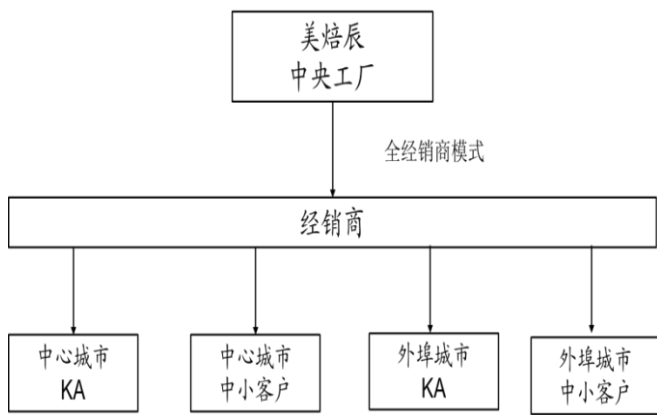 美焙辰
中央工厂
全经销商模式
经销商
中心城市
KA
中心城市
中小客户
外埠城市
KA
外埠城市
中小客户